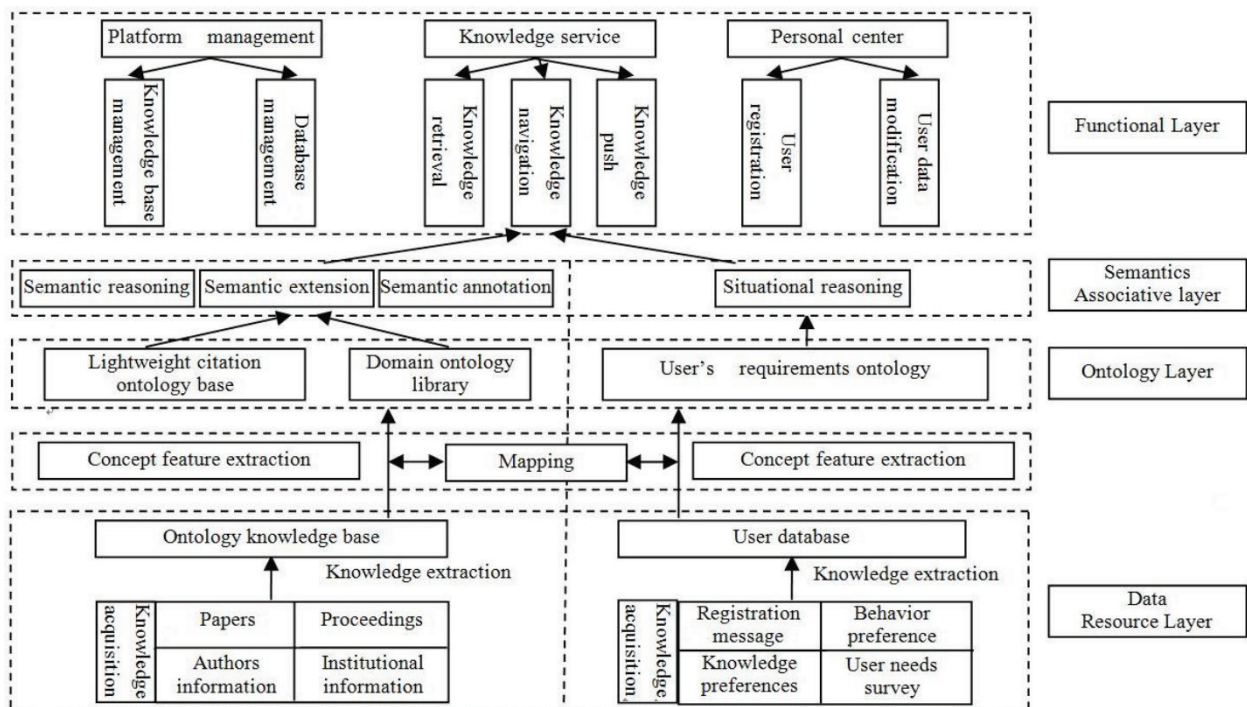 Platform management
Knowledge service
Personal center
Knowledge base
management
Database
management
Knowledge
retrieval
Knowledge
navigation
Knowledge
push
User
registration
User data
modification
Functional Layer
Semantic reasoning
Semantic extension
Semantic annotation
Situational reasoning
Semantics
Associative layer
Lightweight citation
ontology base
Domain ontology
library
User's requirements ontology
Ontology Layer
Concept feature extraction
Mapping
Concept feature extraction
Ontology knowledge base
User database
Knowledge extraction
Knowledge extraction
Knowledge
acquisition
Papers
Proceedings
Authors
information
Institutional
information
Knowledge
acquisition
Registration
message
Behavior
preference
Knowledge
preferences
User needs
survey
Data
Resource Layer